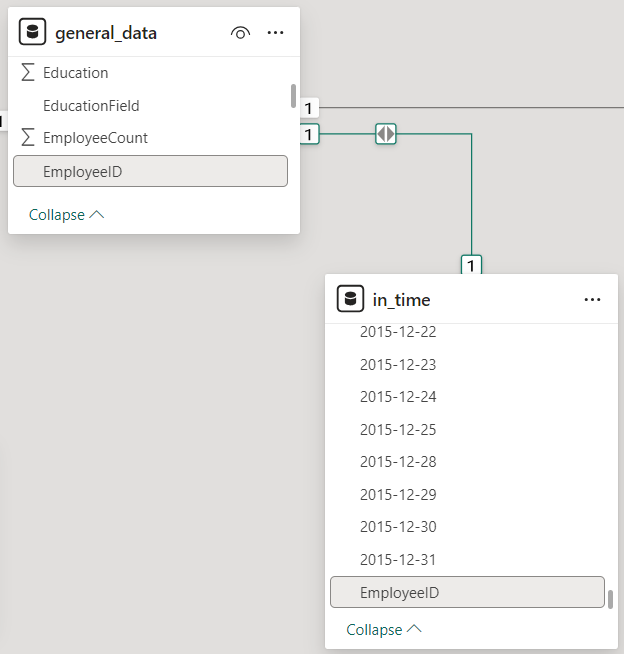 general_data
Education
EducationField
EmployeeCount
EmployeeID
Collapse
1
1
1
in_time
2015-12-22
2015-12-23
2015-12-24
2015-12-25
2015-12-28
2015-12-29
2015-12-30
2015-12-31
EmployeeID
Collapse